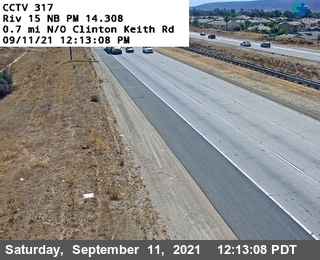 CCTV 317
Riv 15 NB PM 14.308
0.7 mi N/O Clinton Keith Rd
09/11/21 12:13:08 PM
Saturday, September 11, 2021 12:13:08 PDT